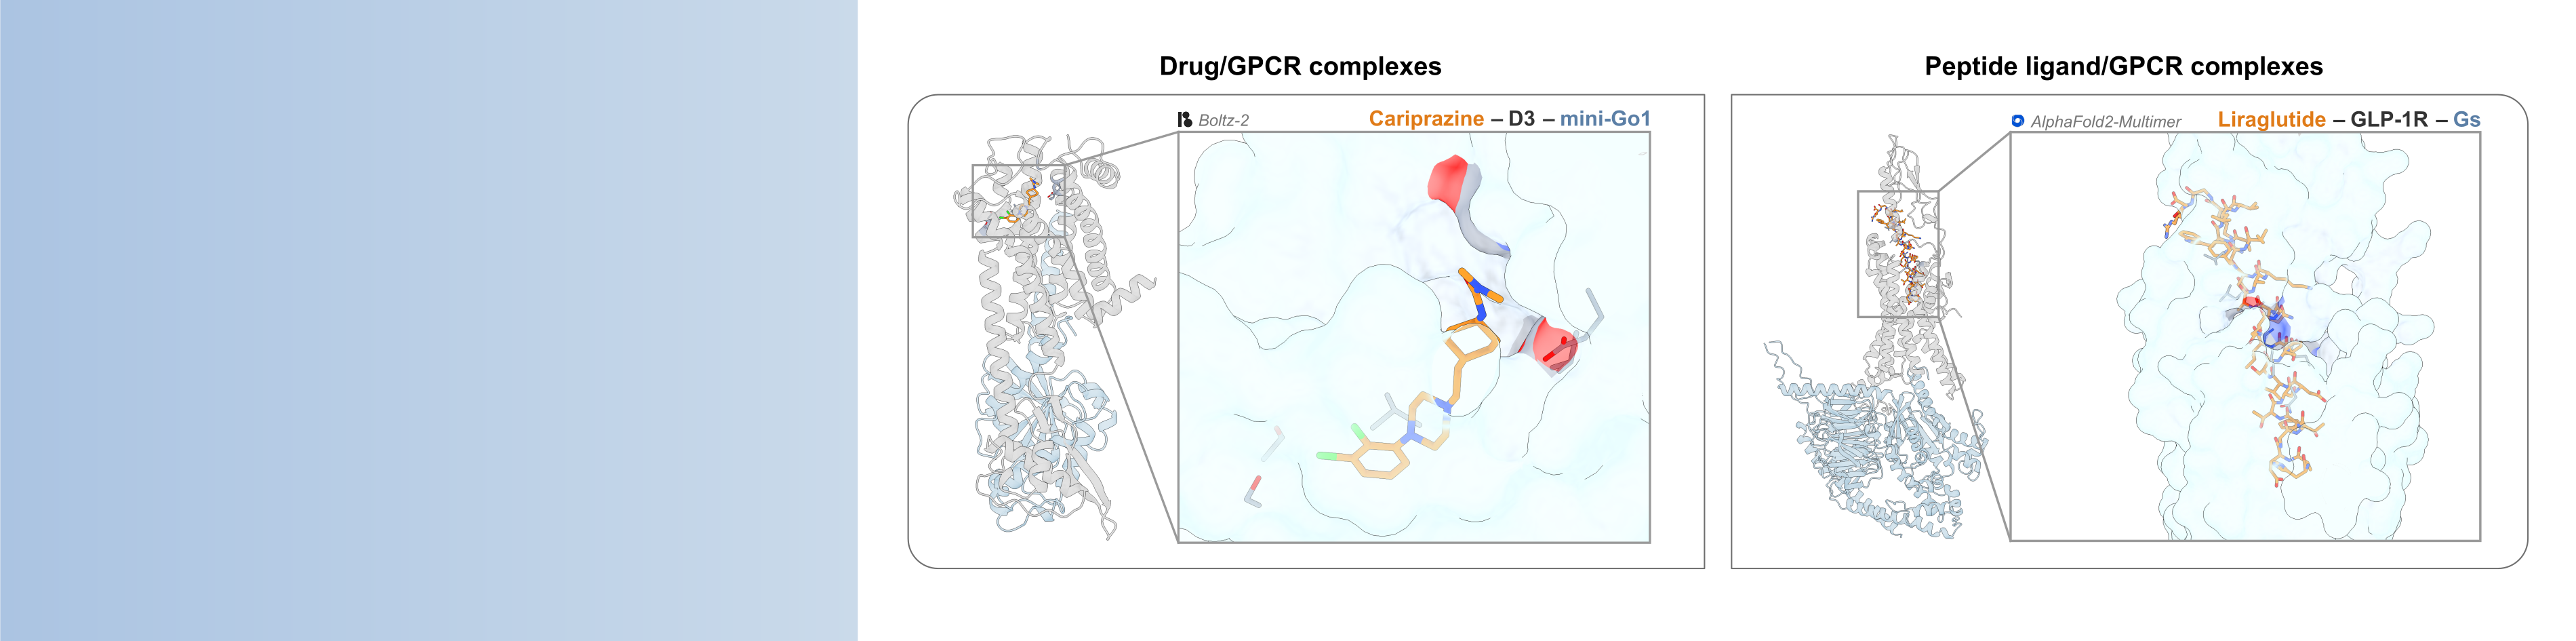 Drug/GPCR complexes
Boltz-2
Cariprazine – D3 – mini-Go1
Peptide ligand/GPCR complexes
AlphaFold2-Multimer
Liraglutide – GLP-1R – Gs